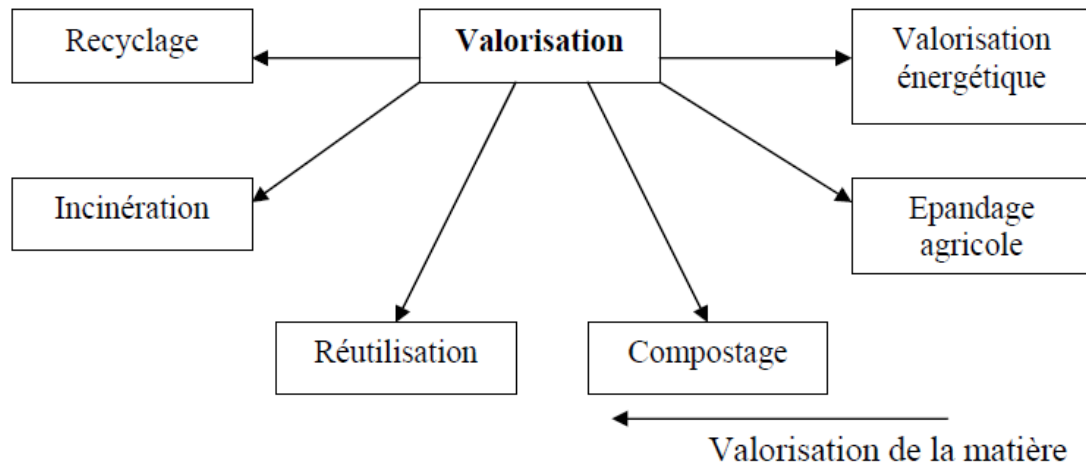 Recyclage
Valorisation
Valorisation
énergétique
Incinération
Epandage
agricole
Réutilisation
Compostage
Valorisation de la matière